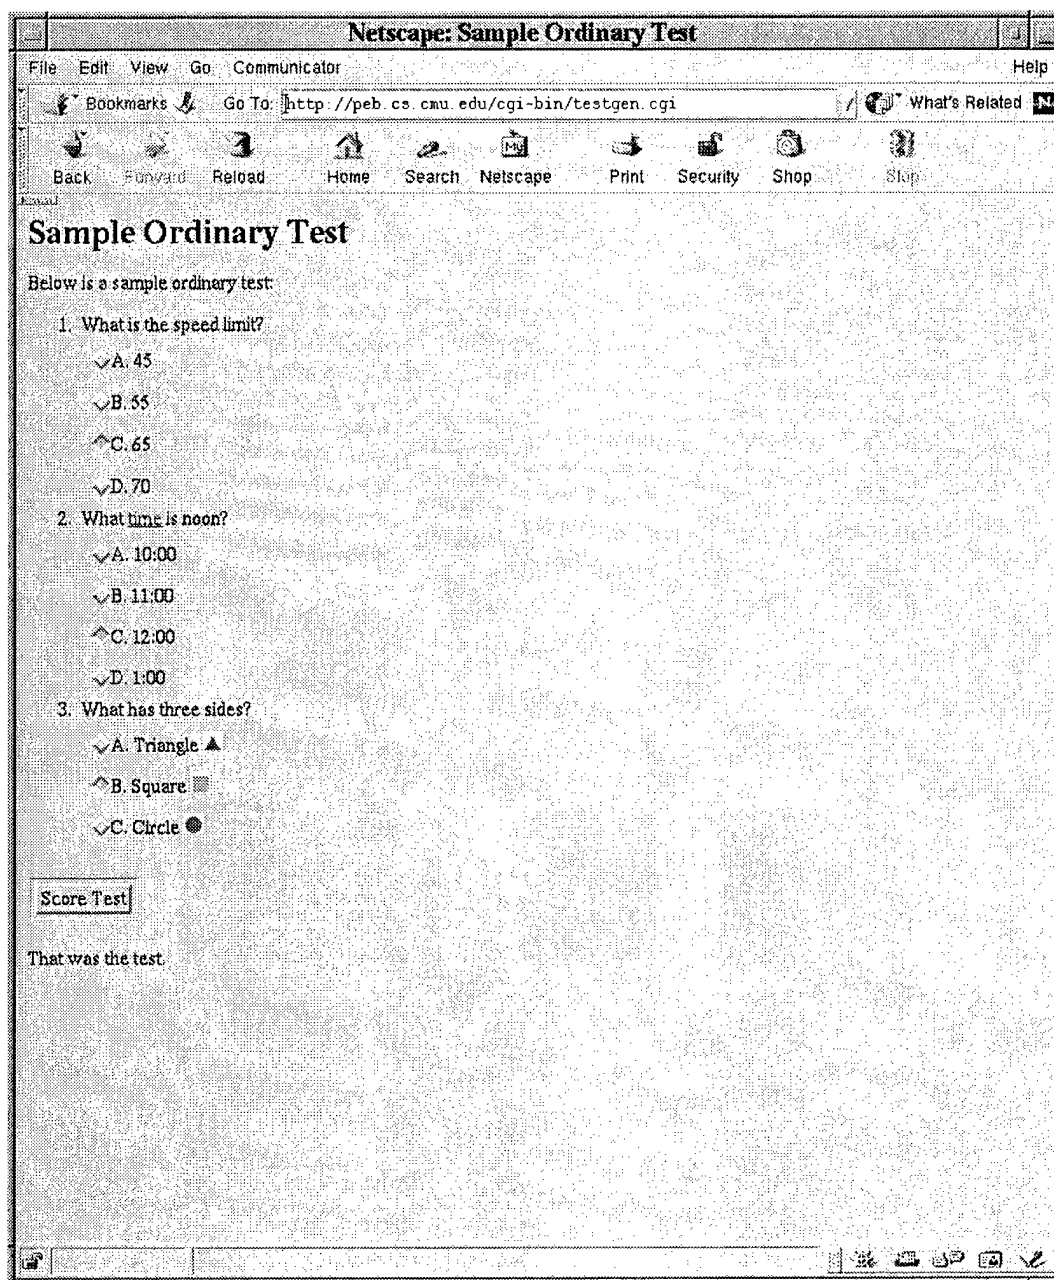 Netscape: Sample Ordinary Test
File Edit View Go Communicator Help
Bookmarks Go To: http://peb.cs.cmu.edu/cgi-bin/testgen.cgi What's Related N
Back Forward Reload Home Search Netscape Print Security Shop Stop
Sample Ordinary Test
Below is a sample ordinary test:
1. What is the speed limit?
A. 45
B. 55
C. 65
D. 70
2. What time is noon?
A. 10:00
B. 11:00
C. 12:00
D. 1:00
3. What has three sides?
A. Triangle
B. Square
C. Circle
Score Test
That was the test.